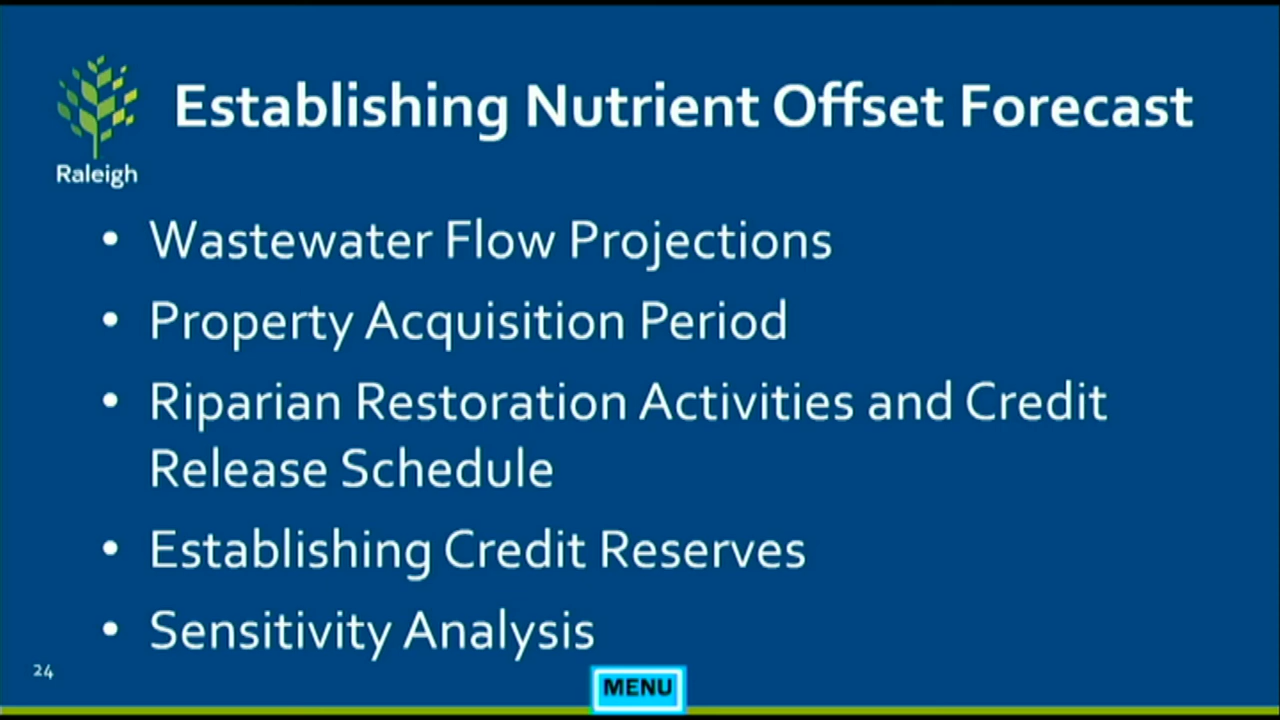 Establishing Nutrient Offset Forecast
Raleigh
• Wastewater Flow Projections
• Property Acquisition Period
• Riparian Restoration Activities and Credit
Release Schedule
• Establishing Credit Reserves
• Sensitivity Analysis
24
MENU